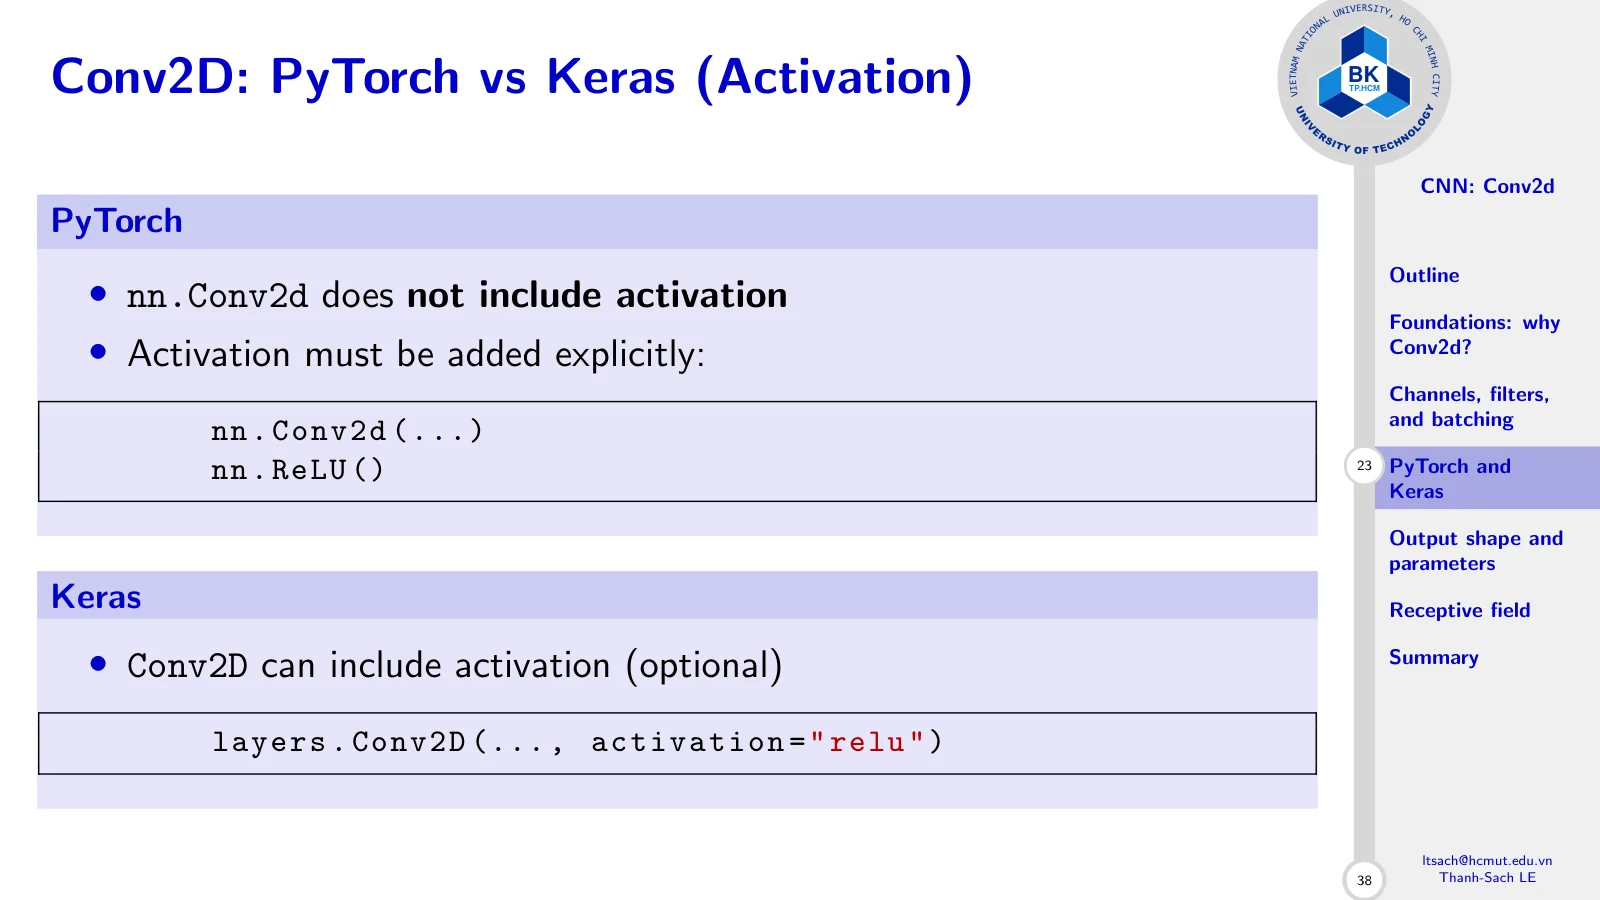 Conv2D: PyTorch vs Keras (Activation)
PyTorch
• nn.Conv2d does not include activation
• Activation must be added explicitly:
nn.Conv2d(...)
nn.ReLU()
Keras
• Conv2D can include activation (optional)
layers.Conv2D(..., activation="relu")
VIETNAM NATIONAL UNIVERSITY, HO CHI MINH CITY
BK
TP.HCM
UNIVERSITY OF TECHNOLOGY
CNN: Conv2d
Outline
Foundations: why
Conv2d?
Channels, filters,
and batching
23
PyTorch and
Keras
Output shape and
parameters
Receptive field
Summary
ltsach@hcmut.edu.vn
Thanh-Sach LE
38